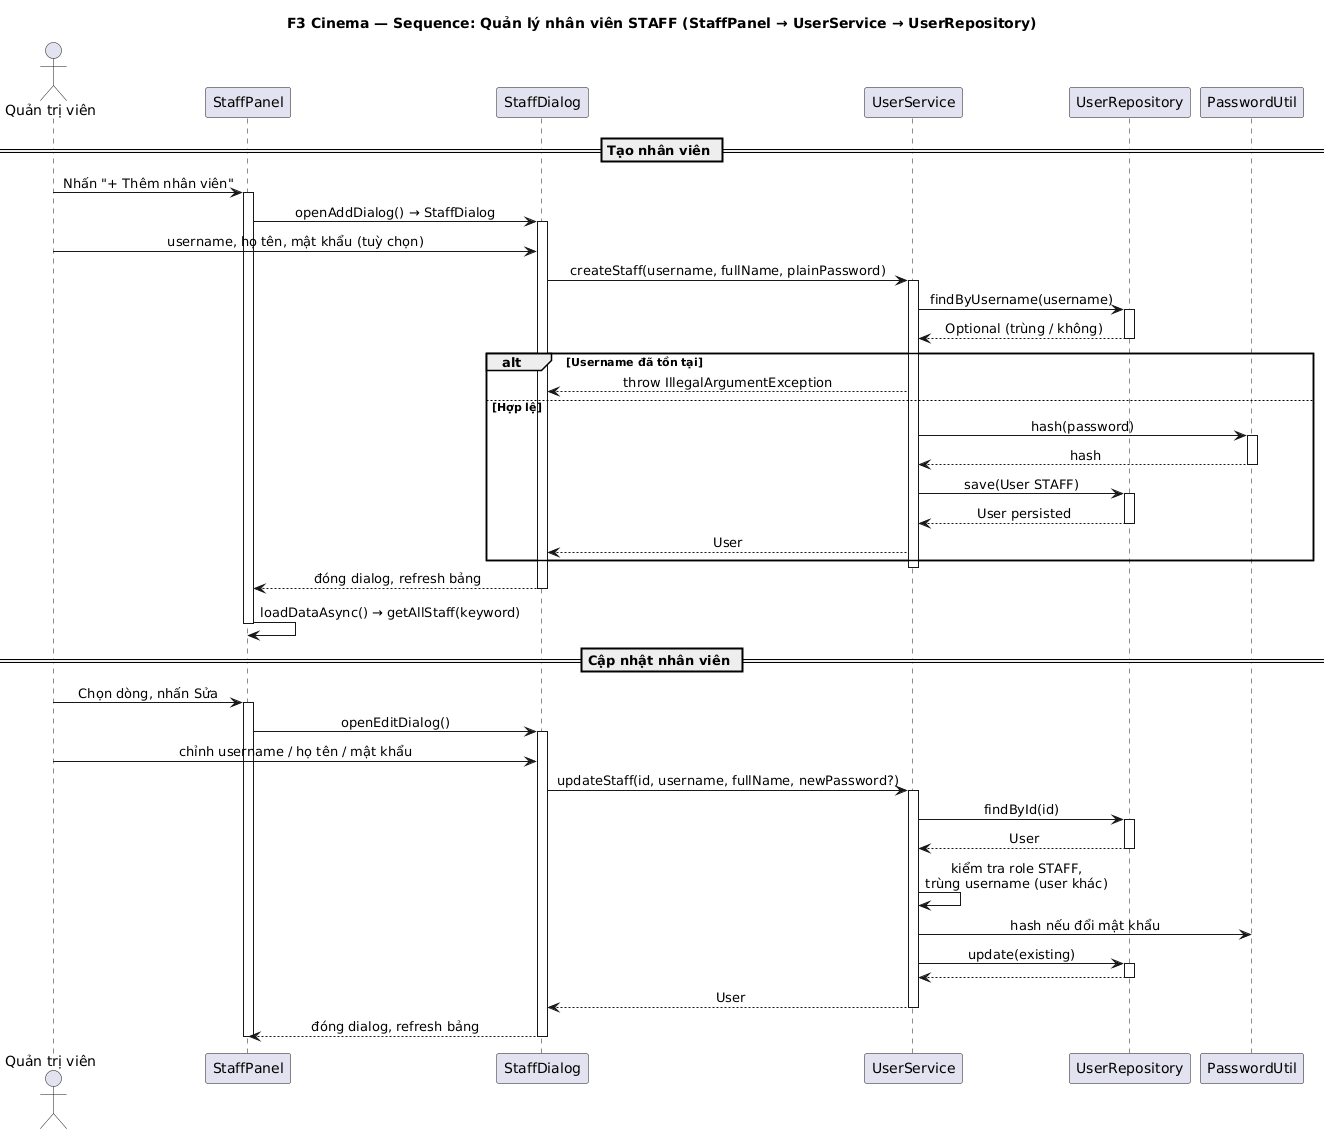 F3 Cinema — Sequence: Quản lý nhân viên STAFF (StaffPanel → UserService → UserRepository)
Quản trị viên
StaffPanel
StaffDialog
UserService
UserRepository
PasswordUtil
Tạo nhân viên
Nhấn "+ Thêm nhân viên"
openAddDialog() → StaffDialog
username, họ tên, mật khẩu (tuỳ chọn)
createStaff(username, fullName, plainPassword)
findByUsername(username)
Optional (trùng / không)
alt
[Username đã tồn tại]
throw IllegalArgumentException
[Hợp lệ]
hash(password)
hash
save(User STAFF)
User persisted
User
đóng dialog, refresh bảng
loadDataAsync() → getAllStaff(keyword)
Cập nhật nhân viên
Chọn dòng, nhấn Sửa
openEditDialog()
chỉnh username / họ tên / mật khẩu
updateStaff(id, username, fullName, newPassword?)
findById(id)
User
kiểm tra role STAFF,
trùng username (user khác)
hash nếu đổi mật khẩu
update(existing)
User
đóng dialog, refresh bảng
Quản trị viên
StaffPanel
StaffDialog
UserService
UserRepository
PasswordUtil